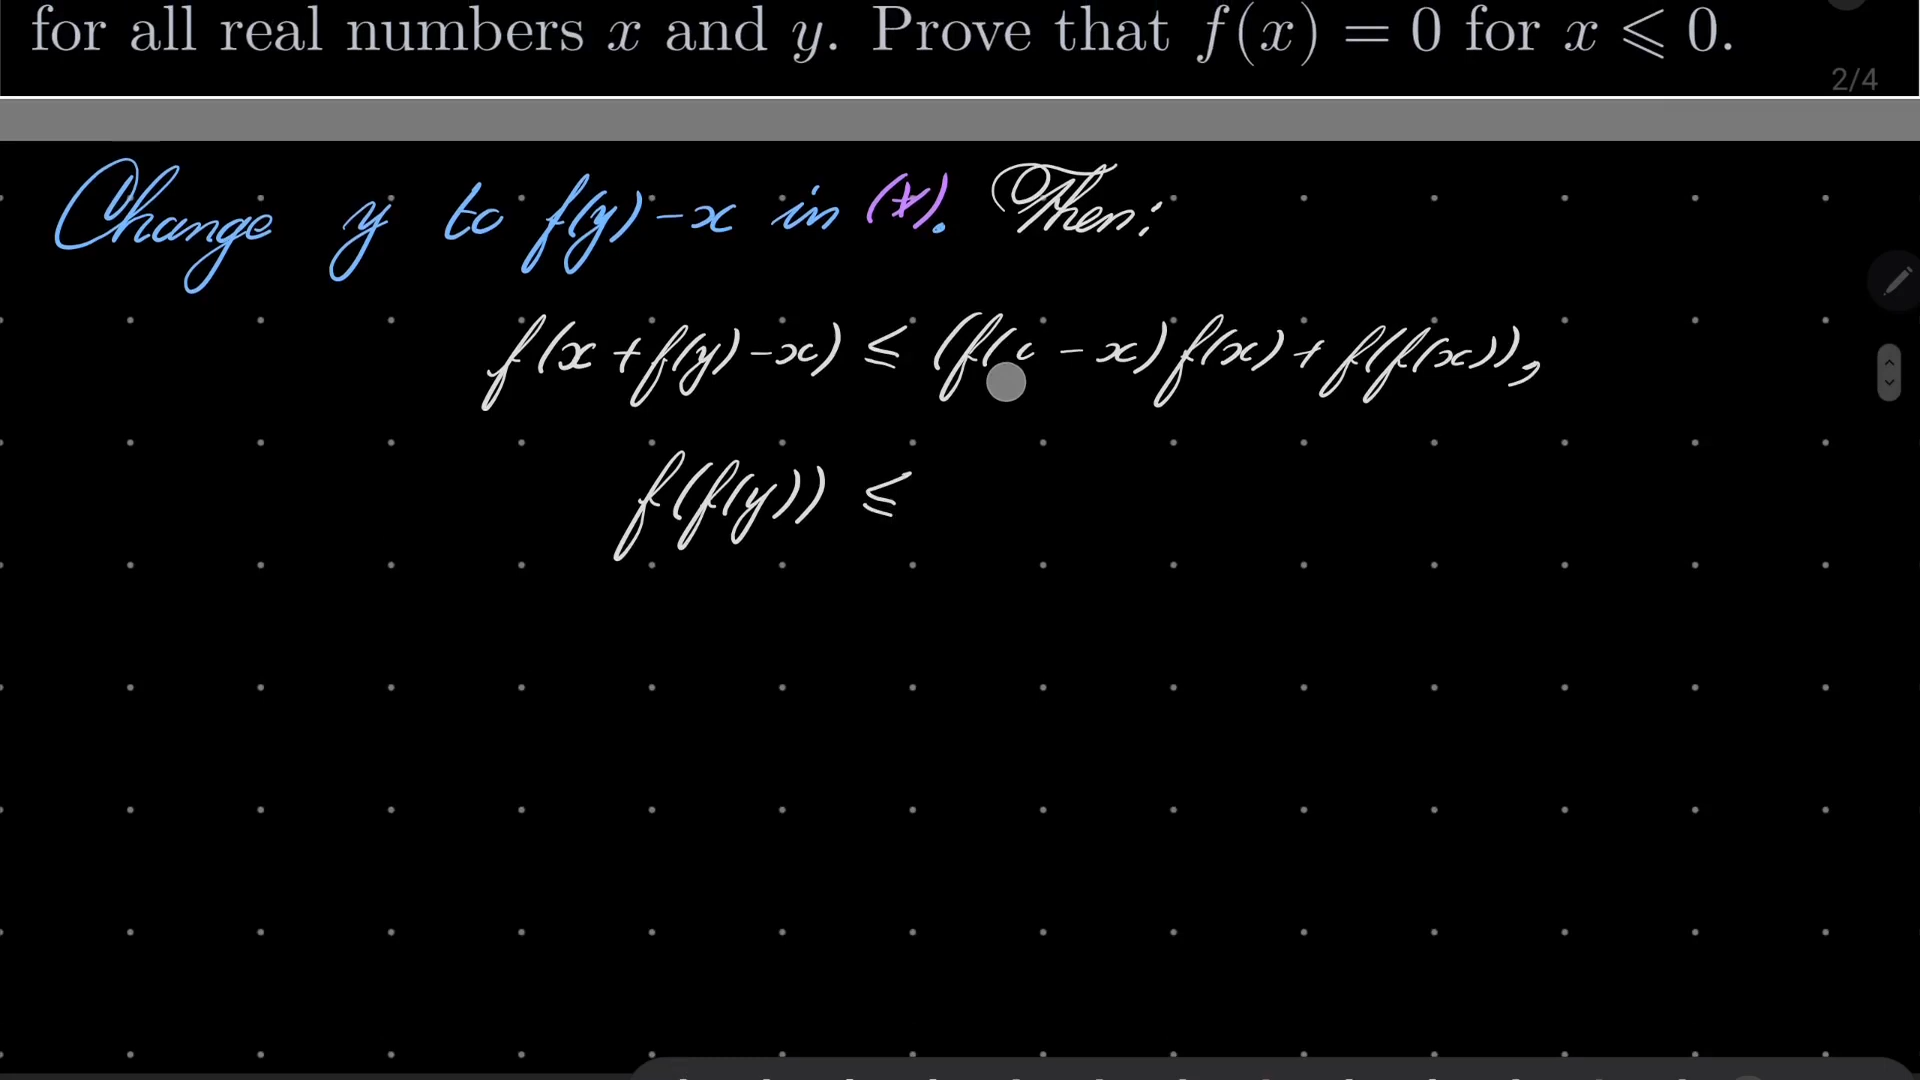 for all real numbers x and y. Prove that f(x) = 0 for x ⩽ 0.
2/4
Change y to f(y)-x in (*). Then:
f(x+f(y)-x) ≤ (f( - x)f(x) + f(f(x)),
f(f(y)) ≤